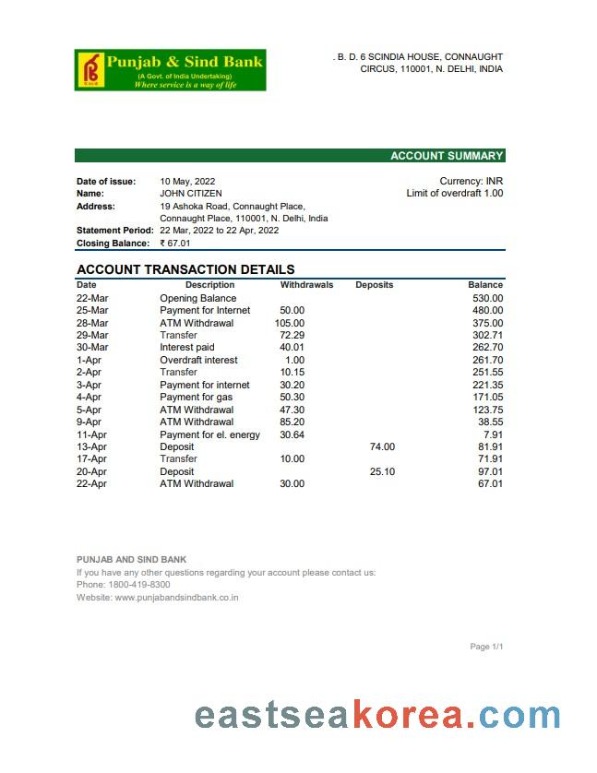 Punjab & Sind Bank
(A Govt. of India Undertaking)
Where service is a way of life
. B. D. 6 SCINDIA HOUSE, CONNAUGHT
CIRCUS, 110001, N. DELHI, INDIA
ACCOUNT SUMMARY
Date of issue: 10 May, 2022 Currency: INR
Name: JOHN CITIZEN Limit of overdraft 1.00
Address: 19 Ashoka Road, Connaught Place,
Connaught Place, 110001, N. Delhi, India
Statement Period: 22 Mar, 2022 to 22 Apr, 2022
Closing Balance: ₹ 67.01
ACCOUNT TRANSACTION DETAILS
Date Description Withdrawals Deposits Balance
22-Mar Opening Balance 530.00
25-Mar Payment for Internet 50.00 480.00
28-Mar ATM Withdrawal 105.00 375.00
29-Mar Transfer 72.29 302.71
30-Mar Interest paid 40.01 262.70
1-Apr Overdraft interest 1.00 261.70
2-Apr Transfer 10.15 251.55
3-Apr Payment for internet 30.20 221.35
4-Apr Payment for gas 50.30 171.05
5-Apr ATM Withdrawal 47.30 123.75
9-Apr ATM Withdrawal 85.20 38.55
11-Apr Payment for el. energy 30.64 7.91
13-Apr Deposit 74.00 81.91
17-Apr Transfer 10.00 71.91
20-Apr Deposit 25.10 97.01
22-Apr ATM Withdrawal 30.00 67.01
PUNJAB AND SIND BANK
If you have any other questions regarding your account please contact us:
Phone: 1800-419-8300
Website: www.punjabandsindbank.co.in
Page 1/1
eastseakorea.com